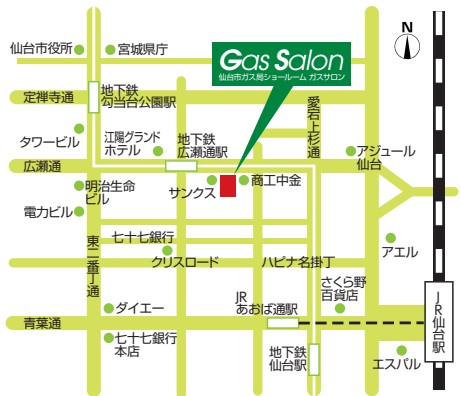 仙台市役所
宮城県庁
N
Gas Salon
仙台市ガス局ショールーム ガスサロン
定禅寺通
地下鉄
勾当台公園駅
愛宕上杉通
タワービル
江陽グランド
ホテル
地下鉄
広瀬通駅
アジュール
仙台
広瀬通
明治生命
ビル
サンクス
商工中金
電力ビル
東二番丁通
七十七銀行
アエル
クリスロード
ハピナ名掛丁
さくら野
百貨店
JR
あおば通駅
JR仙台駅
ダイエー
青葉通
七十七銀行
本店
地下鉄
仙台駅
エスパル